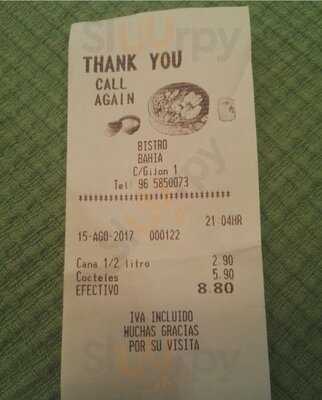 THANK YOU
CALL
AGAIN
BISTRO
BAHIA
C/Gijon 1
Tel: 96 5850073
******************************
21:04HR
15-AGO-2017 000122
Cana 1/2 litro 2.90
Cocteles 5.90
EFECTIVO 8.80
IVA INCLUIDO
MUCHAS GRACIAS
POR SU VISITA